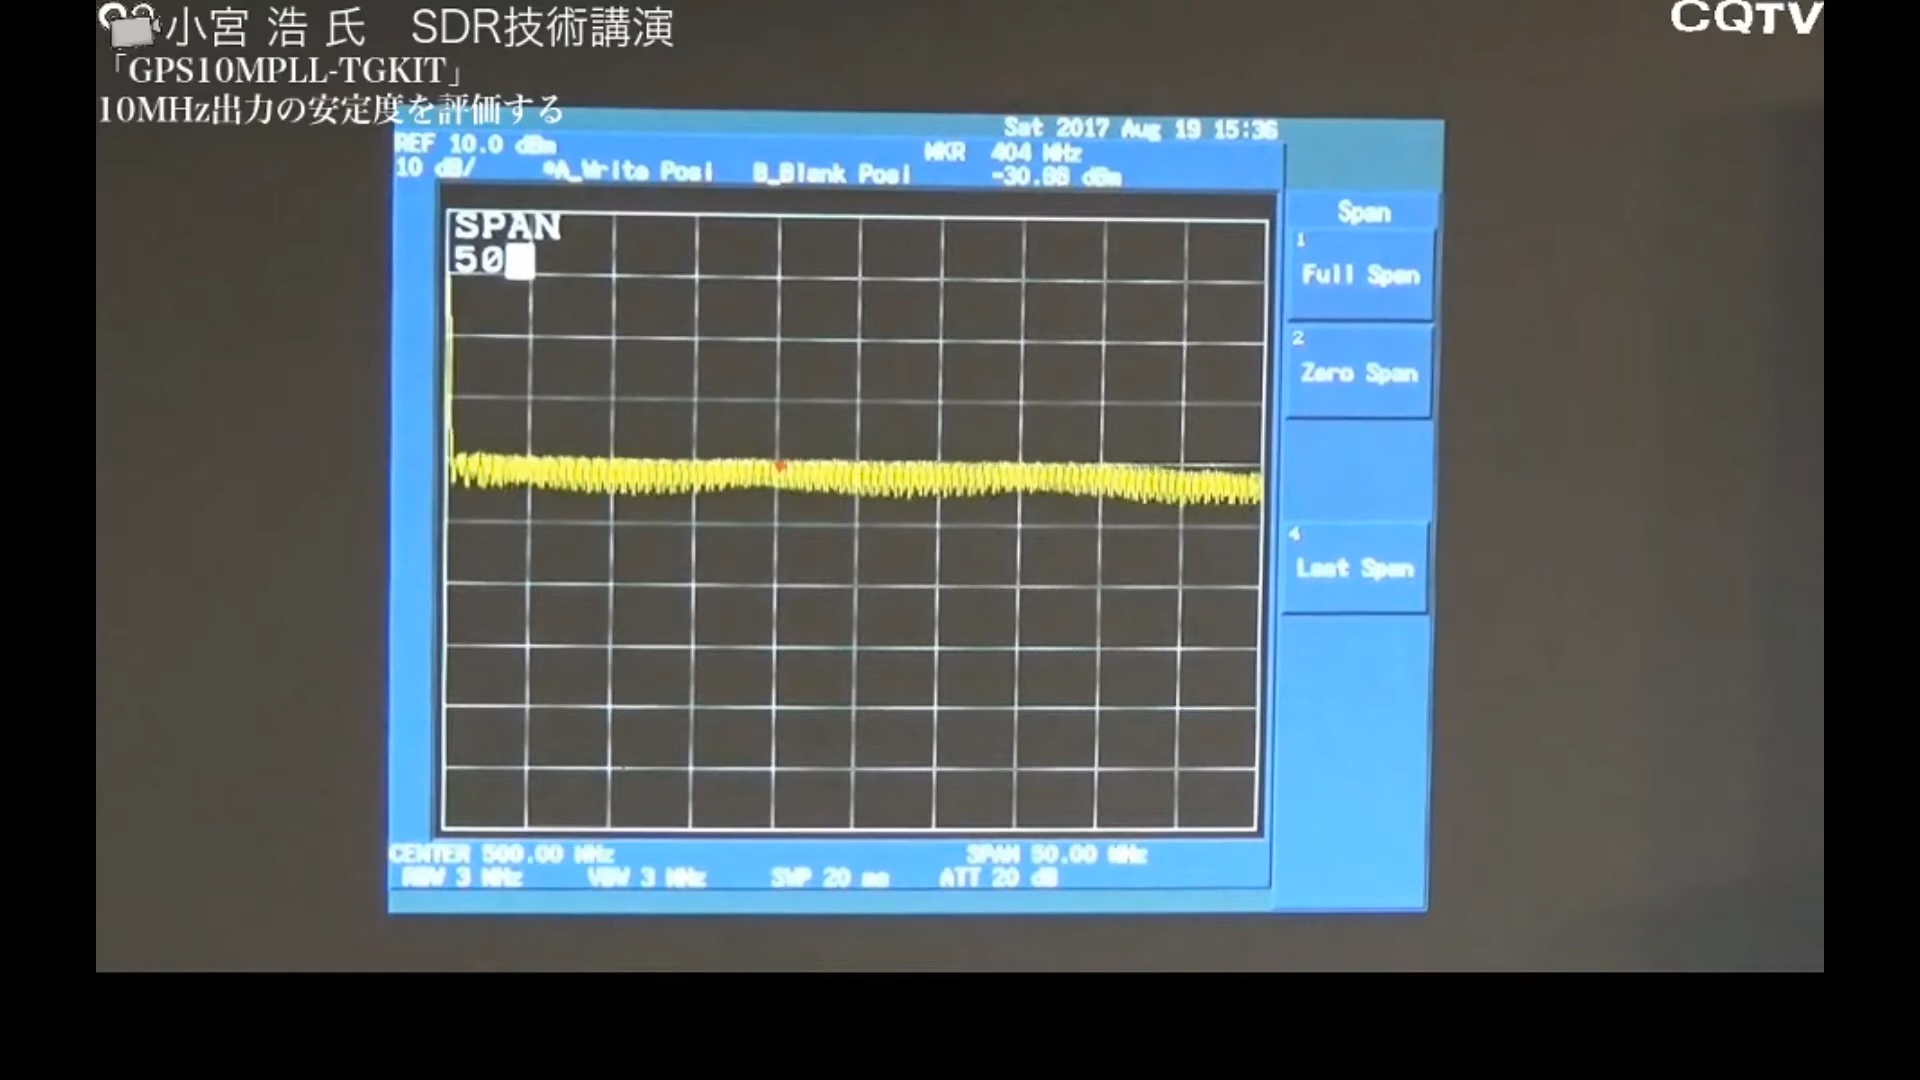 小宮 浩 氏 SDR技術講演
CQTV
「GPS10MPLL-TGKIT」
10MHz出力の安定度を評価する
Sat 2017 Aug 19 15:36
REF 10.0 dBm
10 dB/
*A_Write Posi
B_Blank Posi
MKR 404 MHz
-30.88 dBm
SPAN
50
Span
1
Full Span
2
Zero Span
4
Last Span
CENTER 500.00 MHz
SPAN 50.00 MHz
RBW 3 MHz
VBW 3 MHz
SWP 20 ms
ATT 20 dB